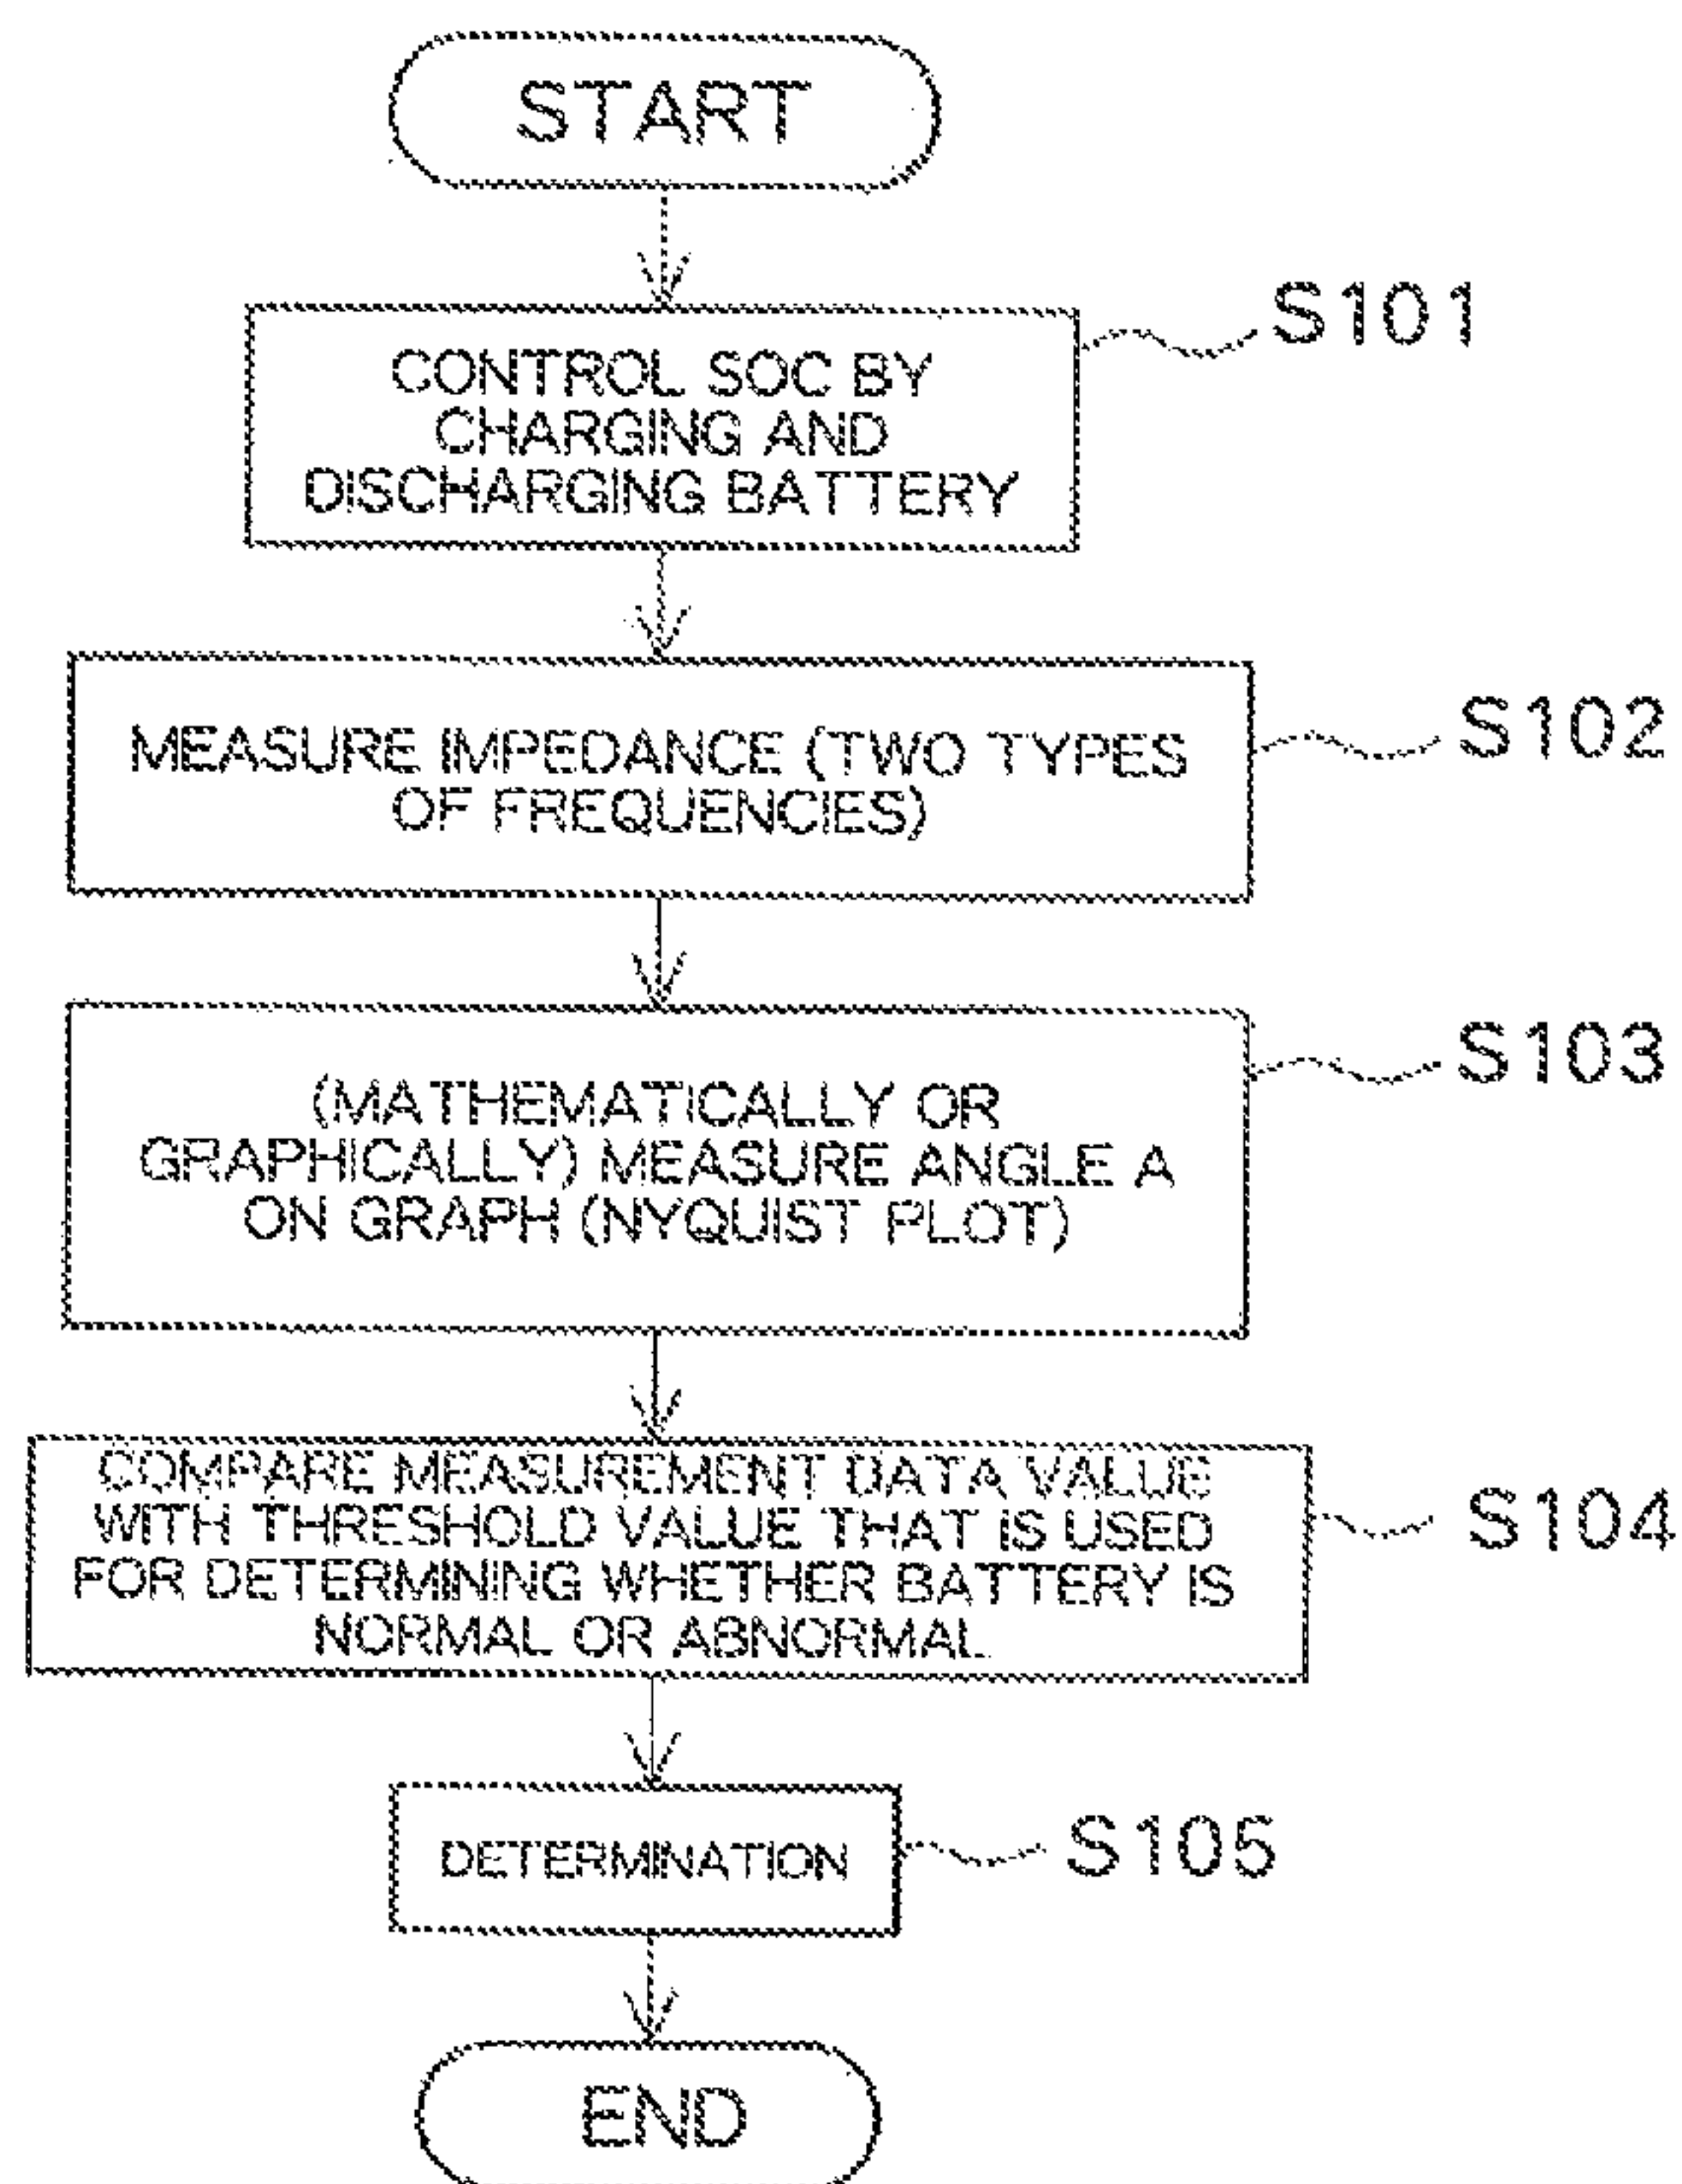 START
S101
CONTROL SOC BY
CHARGING AND
DISCHARGING BATTERY
S102
MEASURE IMPEDANCE (TWO TYPES
OF FREQUENCIES)
S103
(MATHEMATICALLY OR
GRAPHICALLY) MEASURE ANGLE A
ON GRAPH (NYQUIST PLOT)
COMPARE MEASUREMENT DATA VALUE
WITH THRESHOLD VALUE THAT IS USED
S104
FOR DETERMINING WHETHER BATTERY IS
NORMAL OR ABNORMAL
DETERMINATION
S105
END